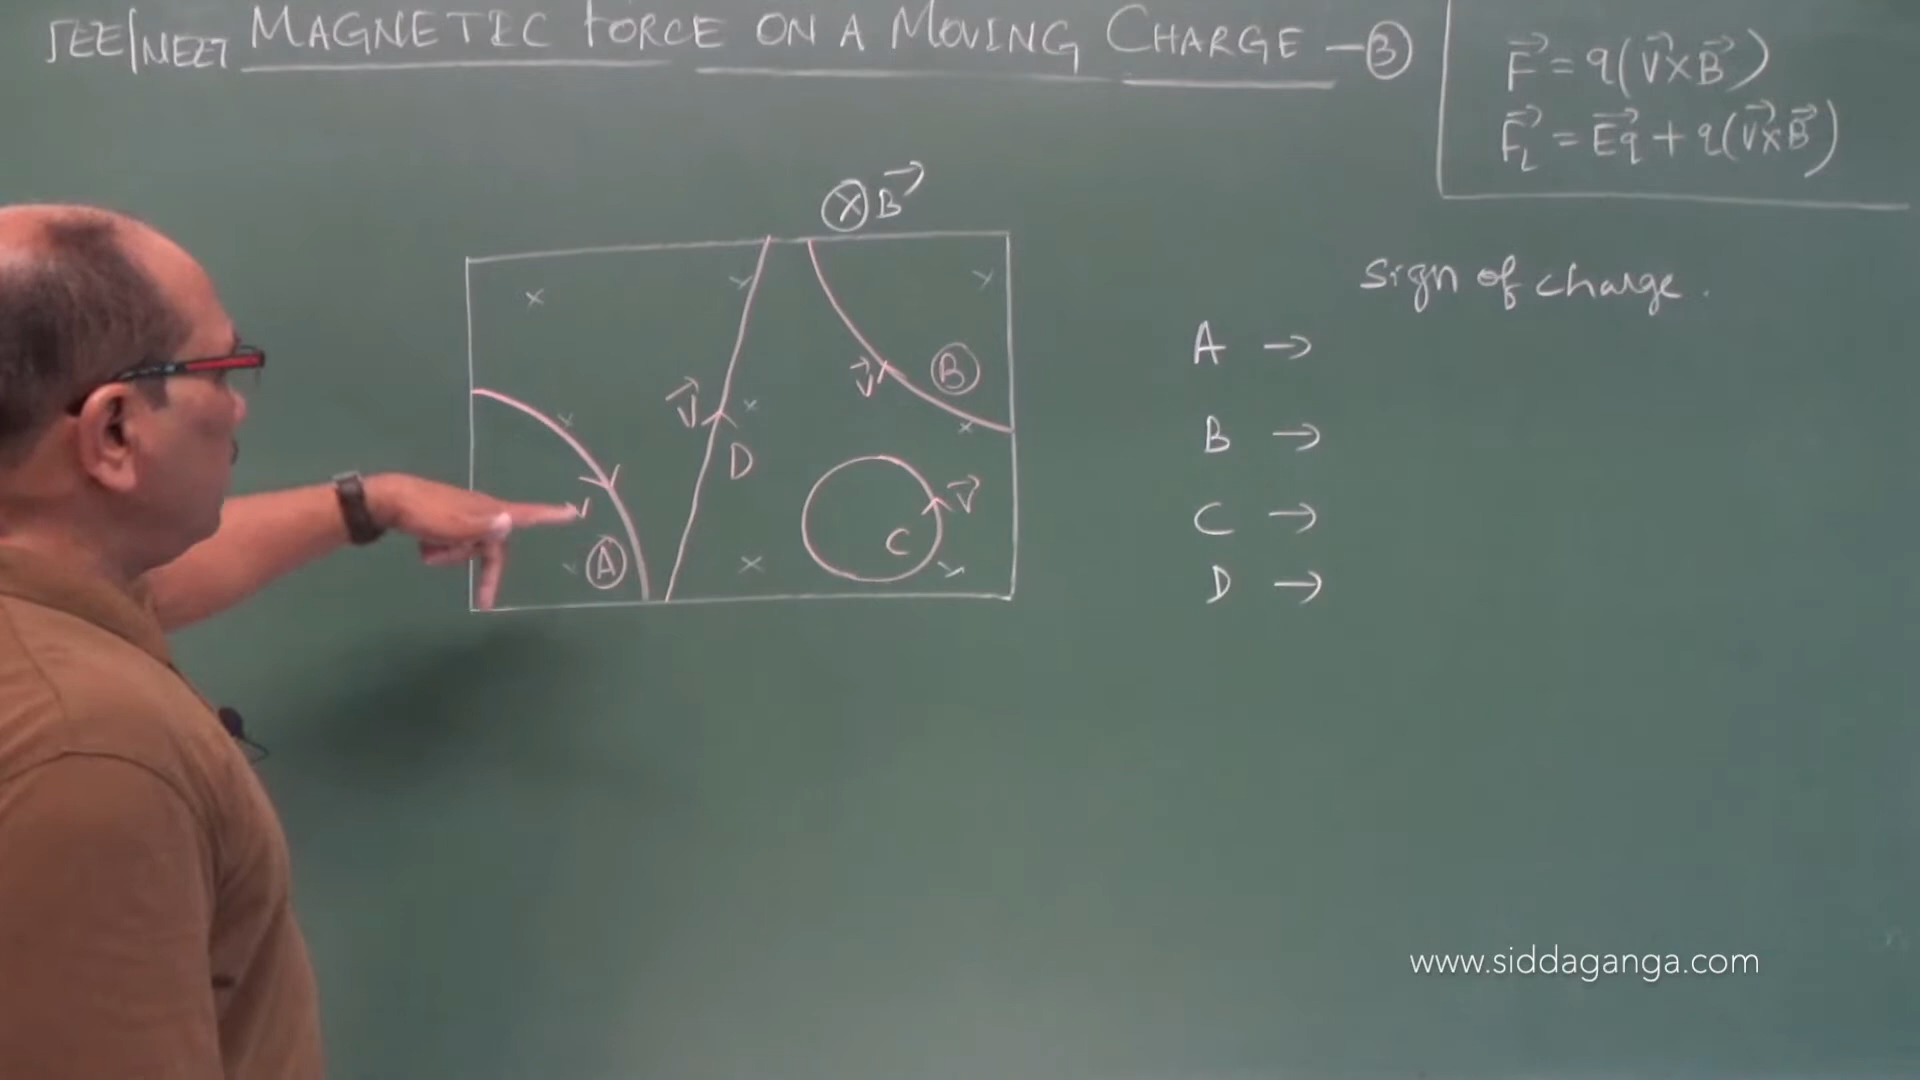 JEE/NEET MAGNETIC FORCE ON A MOVING CHARGE - 3
F⃗ = q(V⃗×B⃗)
F⃗L = E⃗q + q(V⃗×B⃗)
⊗ B⃗
Sign of charge.
A →
B →
C →
D →
V⃗
D
V⃗
B
V
A
V⃗
C
www.siddaganga.com